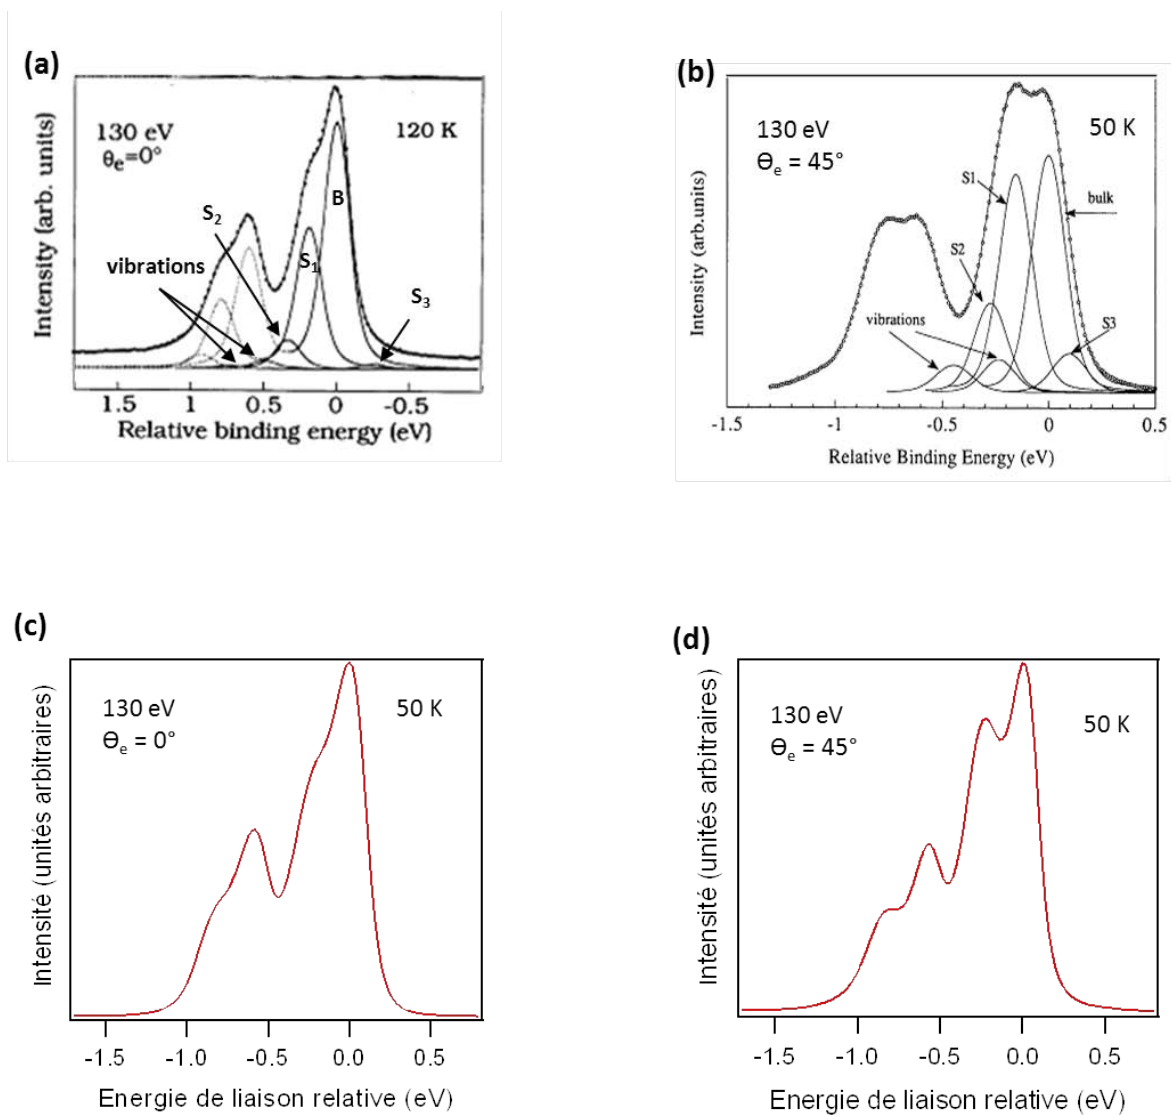 (a)
130 eV
θe=0°
120 K
S2
B
vibrations
S1
S3
Intensity (arb. units)
1.5 1 0.5 0 -0.5
Relative binding energy (eV)
(b)
130 eV
Ɵe = 45°
50 K
S1
bulk
S2
vibrations
S3
Intensity (arb.units)
-1.5 -1 -0.5 0 0.5
Relative Binding Energy (eV)
(c)
130 eV
Ɵe = 0°
50 K
Intensité (unités arbitraires)
-1.5 -1.0 -0.5 0.0 0.5
Energie de liaison relative (eV)
(d)
130 eV
Ɵe = 45°
50 K
Intensité (unités arbitraires)
-1.5 -1.0 -0.5 0.0 0.5
Energie de liaison relative (eV)